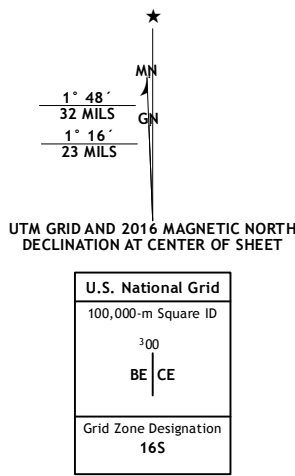 ★
MN
1° 48´
32 MILS
GN
1° 16´
23 MILS
UTM GRID AND 2016 MAGNETIC NORTH
DECLINATION AT CENTER OF SHEET
U.S. National Grid
100,000-m Square ID
³00
BE CE
Grid Zone Designation
16S